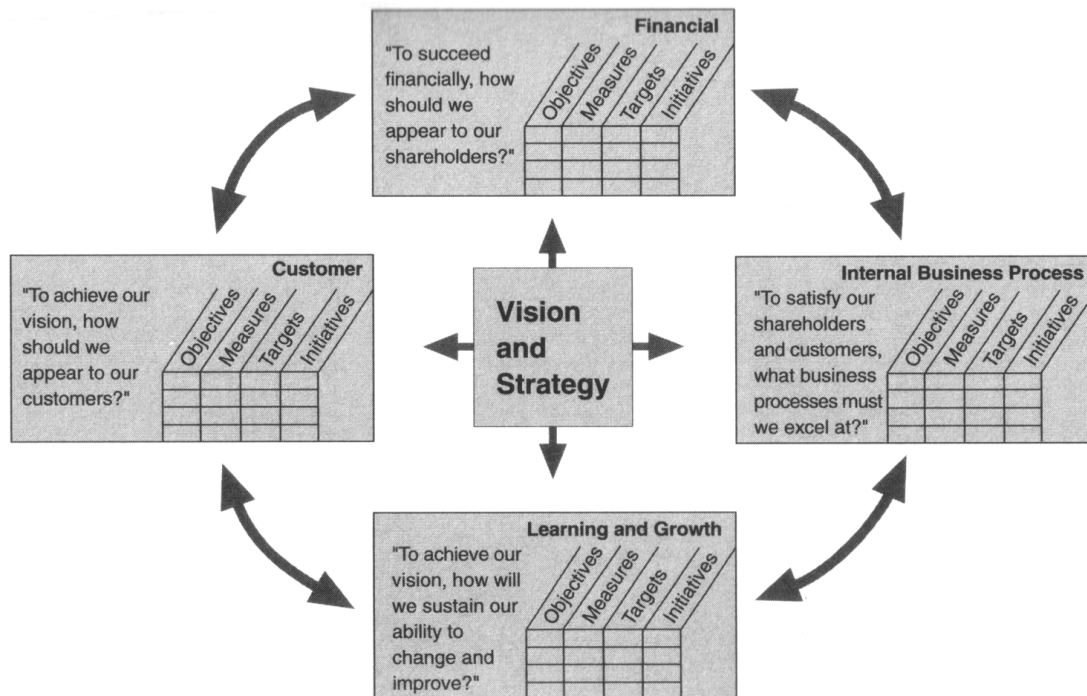 Financial
"To succeed
financially, how
should we
appear to our
shareholders?"
Objectives
Measures
Targets
Initiatives
Customer
"To achieve our
vision, how
should we
appear to our
customers?"
Objectives
Measures
Targets
Initiatives
Vision
and
Strategy
Internal Business Process
"To satisfy our
shareholders
and customers,
what business
processes must
we excel at?"
Objectives
Measures
Targets
Initiatives
Learning and Growth
"To achieve our
vision, how will
we sustain our
ability to
change and
improve?"
Objectives
Measures
Targets
Initiatives